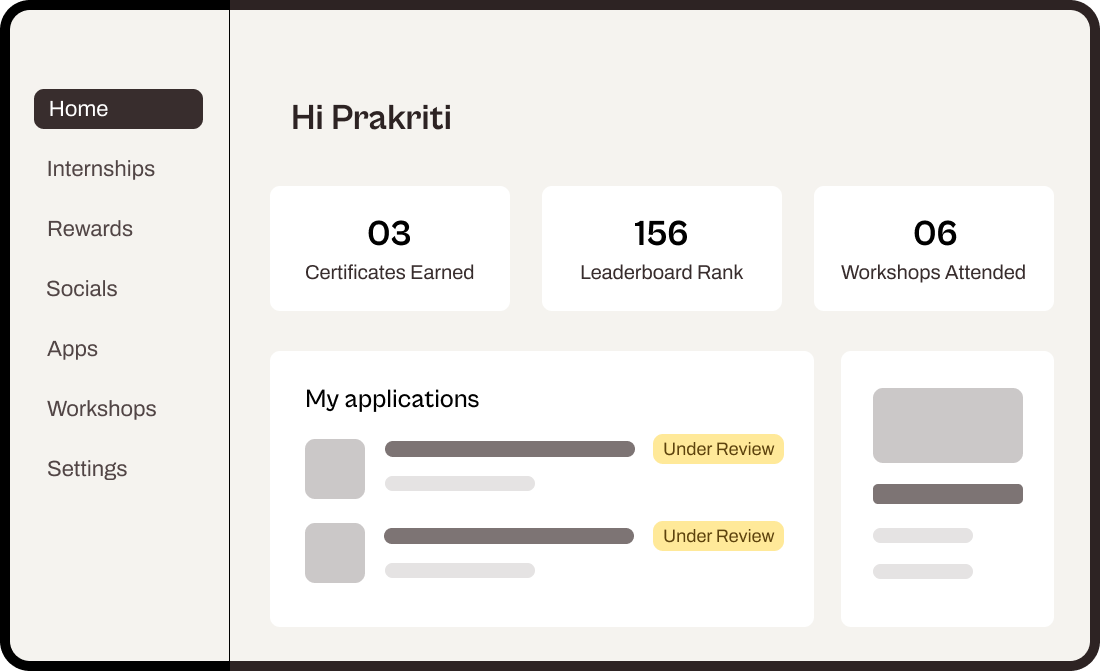 Home
Internships
Rewards
Socials
Apps
Workshops
Settings
Hi Prakriti
03
Certificates Earned
156
Leaderboard Rank
06
Workshops Attended
My applications
Under Review
Under Review